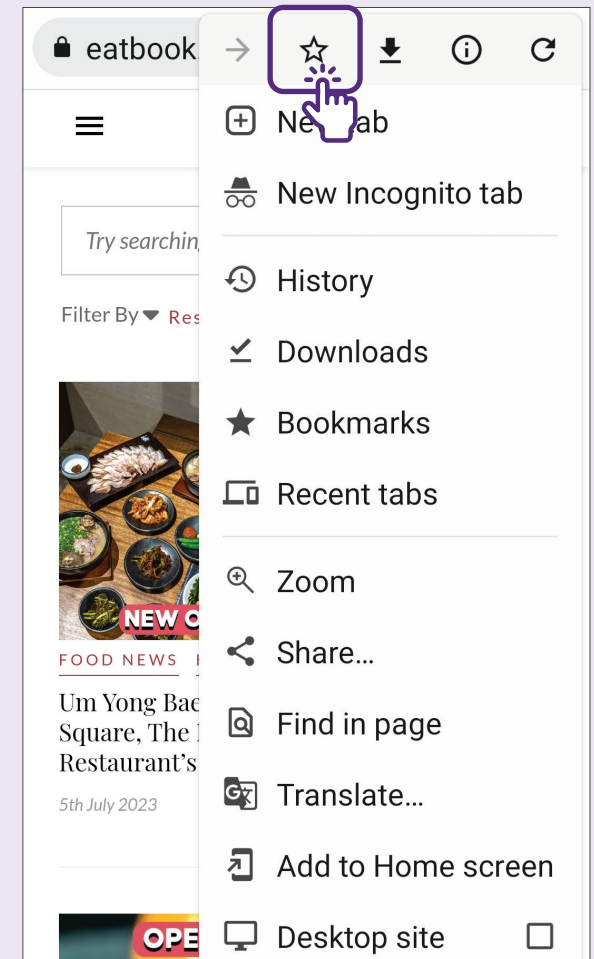 eatbook.
New Tab
New Incognito tab
Try searchin
History
Filter By Res
Downloads
Bookmarks
Recent tabs
Zoom
NEW O
FOOD NEWS
Share...
Um Yong Bae
Square, The
Restaurant's
Find in page
5th July 2023
Translate...
Add to Home screen
OPE
Desktop site